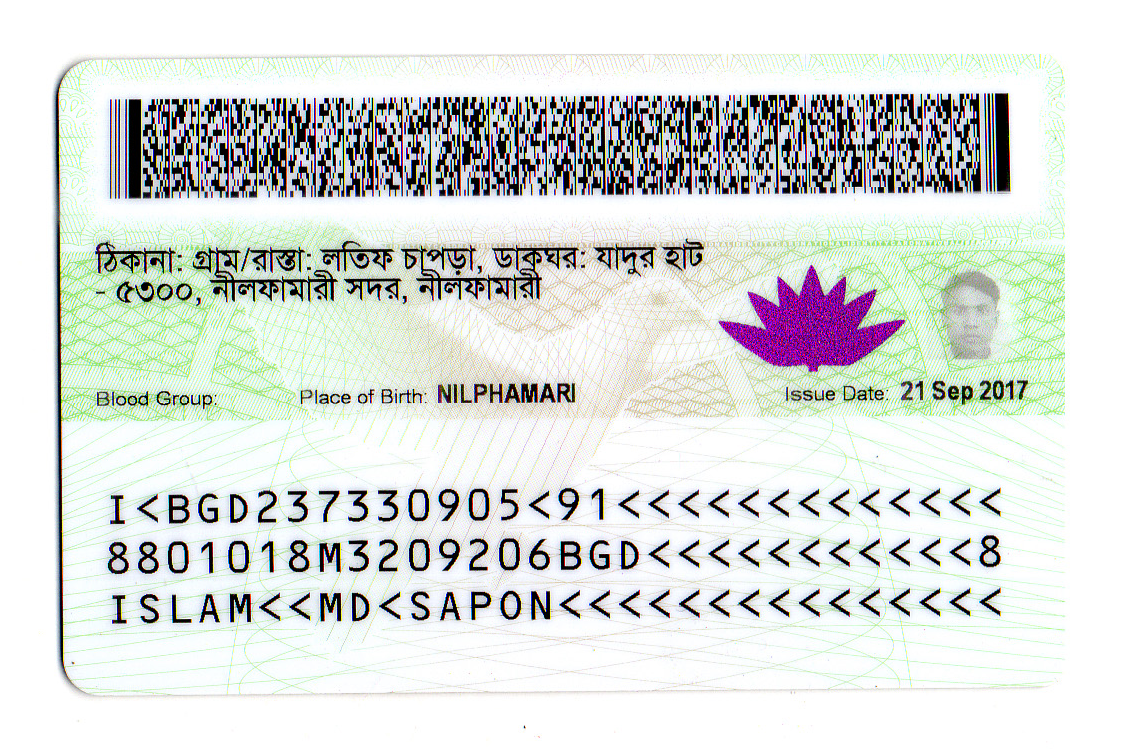 ঠিকানা: গ্রাম/রাস্তা: লতিফ চাপড়া, ডাকঘর: যাদুর হাট
- ৫৩০০, নীলফামারী সদর, নীলফামারী
Blood Group: Place of Birth: NILPHAMARI Issue Date: 21 Sep 2017
I<BGD237330905<91<<<<<<<<<<<<<
8801018M3209206BGD<<<<<<<<<<<8
ISLAM<<MD<SAPON<<<<<<<<<<<<<<<